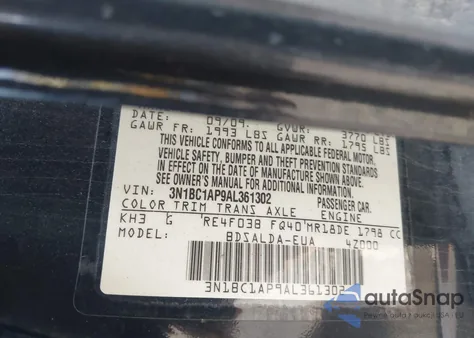 DATE: 09/09 GVWR: 3770 LBS
GAWR FR: 1993 LBS GAWR RR: 1793 LBS
THIS VEHICLE CONFORMS TO ALL APPLICABLE FEDERAL MOTOR
VEHICLE SAFETY, BUMPER AND THEFT PREVENTION STANDARDS
IN EFFECT ON THE DATE OF MANUFACTURE SHOWN ABOVE.
SEE OWNER'S MANUAL FOR ADDITIONAL INFORMATION
VIN: 3N1BC1AP9AL361302 PASSENGER CAR.
COLOR TRIM TRANS AXLE ENGINE
KH3 G RE4F03B FQ40 MR18DE 1798 CC
MODEL: BDSALDA-EUA 4Z000
3N1BC1AP9AL361302
autoSnap